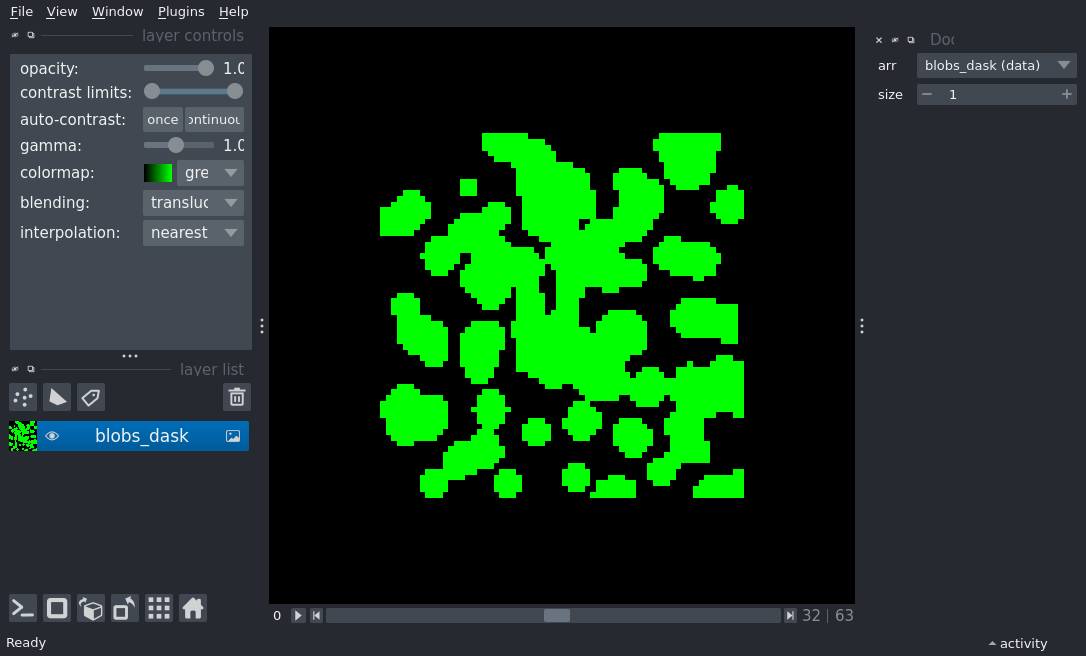 File View Window Plugins Help
layer controls
opacity: 1.0
contrast limits:
auto-contrast: once ontinuou
gamma: 1.0
colormap: gre
blending: transluc
interpolation: nearest
layer list
blobs_dask
0 32 | 63
Ready
Doc
arr blobs_dask (data)
size 1
activity